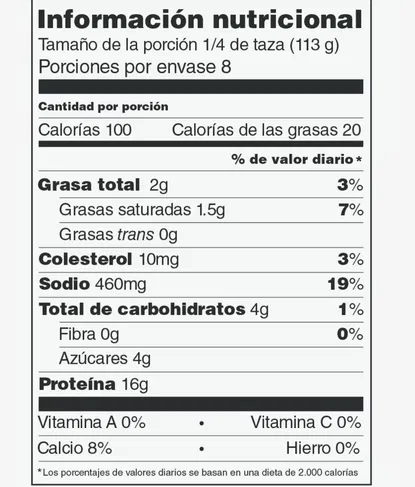 Información nutricional
Tamaño de la porción 1/4 de taza (113 g)
Porciones por envase 8
Cantidad por porción
Calorías 100 Calorías de las grasas 20
% de valor diario*
Grasa total 2g 3%
Grasas saturadas 1.5g 7%
Grasas trans 0g
Colesterol 10mg 3%
Sodio 460mg 19%
Total de carbohidratos 4g 1%
Fibra 0g 0%
Azúcares 4g
Proteína 16g
Vitamina A 0% • Vitamina C 0%
Calcio 8% • Hierro 0%
*Los porcentajes de valores diarios se basan en una dieta de 2.000 calorías